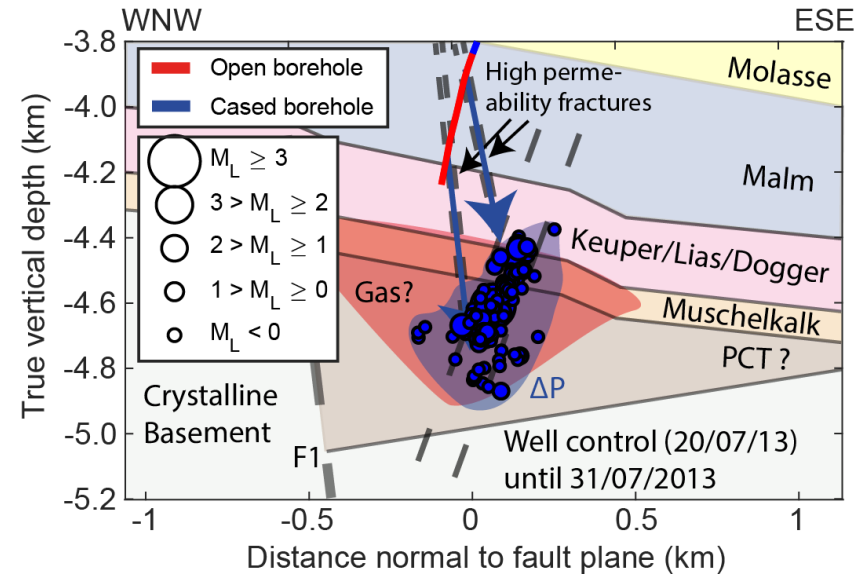 WNW
ESE
True vertical depth (km)
-3.8
-4.0
-4.2
-4.4
-4.6
-4.8
-5.0
-5.2
Open borehole
Cased borehole
M_L ≥ 3
3 > M_L ≥ 2
2 > M_L ≥ 1
1 > M_L ≥ 0
M_L < 0
High perme-
ability fractures
Molasse
Malm
Keuper/Lias/Dogger
Muschelkalk
PCT ?
Gas?
ΔP
Crystalline
Basement
F1
Well control (20/07/13)
until 31/07/2013
-1
-0.5
0
0.5
1
Distance normal to fault plane (km)